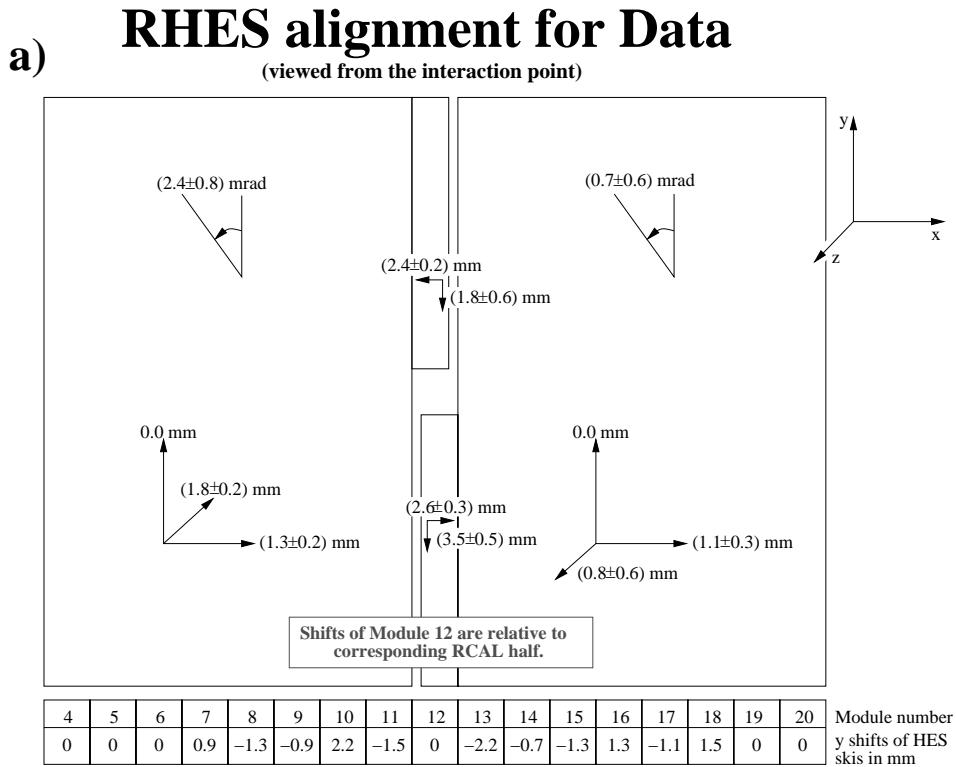 a)
RHES alignment for Data
(viewed from the interaction point)
y
x
z
(2.4±0.8) mrad
(0.7±0.6) mrad
(2.4±0.2) mm
(1.8±0.6) mm
0.0 mm
(1.8±0.2) mm
(1.3±0.2) mm
(2.6±0.3) mm
(3.5±0.5) mm
0.0 mm
(1.1±0.3) mm
(0.8±0.6) mm
Shifts of Module 12 are relative to
corresponding RCAL half.
4 5 6 7 8 9 10 11 12 13 14 15 16 17 18 19 20 Module number
0 0 0 0.9 −1.3 −0.9 2.2 −1.5 0 −2.2 −0.7 −1.3 1.3 −1.1 1.5 0 0 y shifts of HES
skis in mm